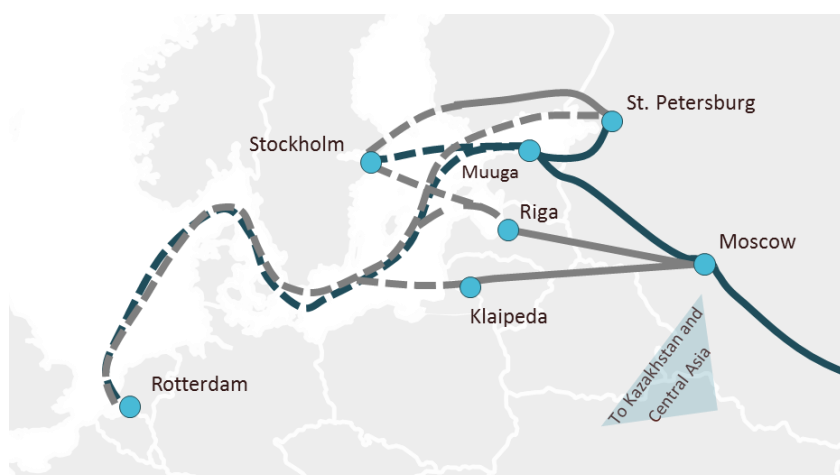 St. Petersburg
Stockholm
Muuga
Riga
Moscow
Klaipeda
To Kazakhstan and
Central Asia
Rotterdam